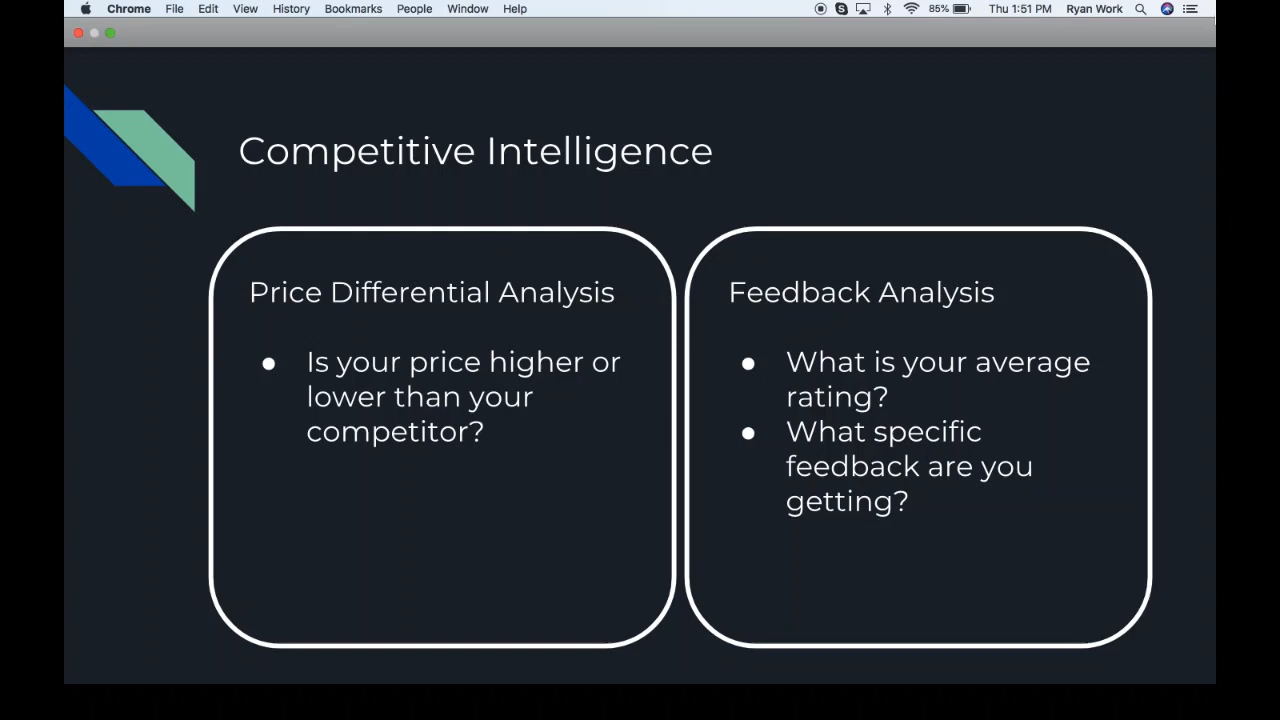 Chrome File Edit View History Bookmarks People Window Help 85% Thu 1:51 PM Ryan Work
Competitive Intelligence
Price Differential Analysis
● Is your price higher or
lower than your
competitor?
Feedback Analysis
● What is your average
rating?
● What specific
feedback are you
getting?